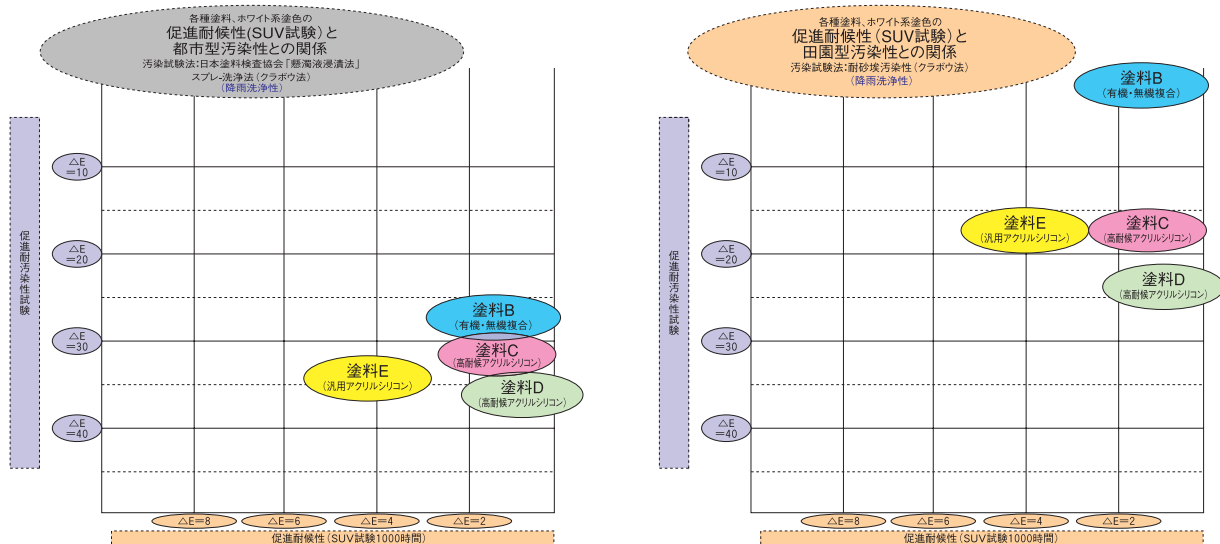 各種塗料、ホワイト系塗色の
促進耐候性(SUV試験)と
都市型汚染性との関係
汚染試験法:日本塗料検査協会「懸濁液浸漬法」
スプレー洗浄法(クラボウ法)
(降雨洗浄性)
促進耐汚染性試験
△E
=10
△E
=20
△E
=30
△E
=40
塗料B
(有機・無機複合)
塗料C
(高耐候アクリルシリコン)
塗料E
(汎用アクリルシリコン)
塗料D
(高耐候アクリルシリコン)
△E=8
△E=6
△E=4
△E=2
促進耐候性(SUV試験1000時間)
各種塗料、ホワイト系塗色の
促進耐候性(SUV試験)と
田園型汚染性との関係
汚染試験法:耐砂埃汚染性(クラボウ法)
(降雨洗浄性)
塗料B
(有機・無機複合)
促進耐汚染性試験
△E
=10
△E
=20
△E
=30
△E
=40
塗料E
(汎用アクリルシリコン)
塗料C
(高耐候アクリルシリコン)
塗料D
(高耐候アクリルシリコン)
△E=8
△E=6
△E=4
△E=2
促進耐候性(SUV試験1000時間)